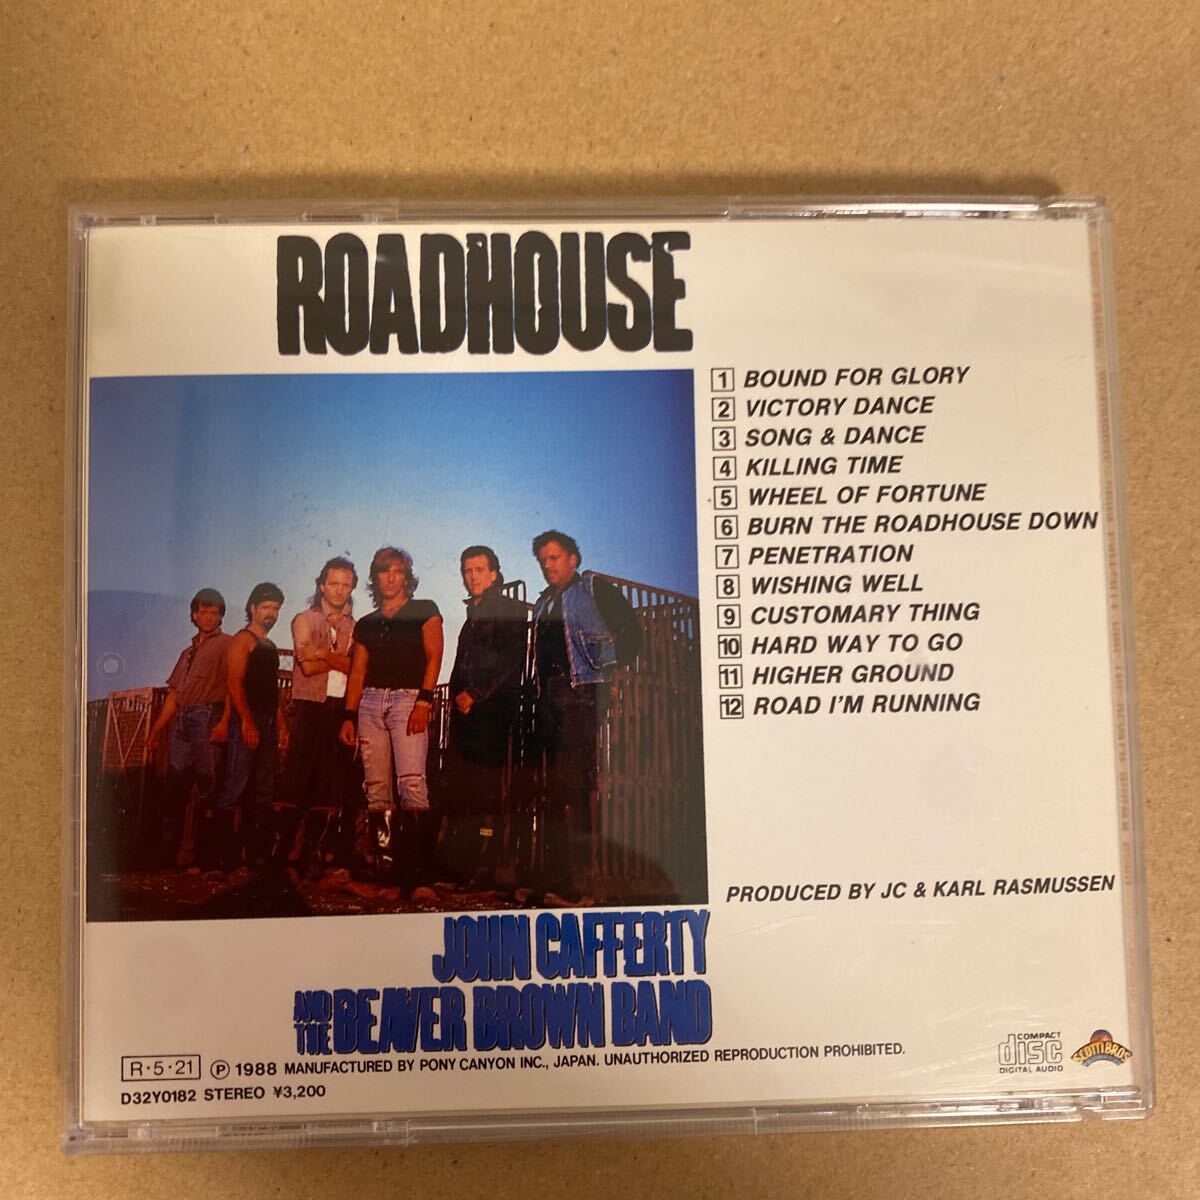 ROADHOUSE
1 BOUND FOR GLORY
2 VICTORY DANCE
3 SONG & DANCE
4 KILLING TIME
5 WHEEL OF FORTUNE
6 BURN THE ROADHOUSE DOWN
7 PENETRATION
8 WISHING WELL
9 CUSTOMARY THING
10 HARD WAY TO GO
11 HIGHER GROUND
12 ROAD I'M RUNNING
PRODUCED BY JC & KARL RASMUSSEN
JOHN CAFFERTY
AND THE BEAVER BROWN BAND
R・5・21 Ⓟ 1988 MANUFACTURED BY PONY CANYON INC., JAPAN. UNAUTHORIZED REPRODUCTION PROHIBITED.
D32Y0182 STEREO ¥3,200
COMPACT
disc
DIGITAL AUDIO
SCOTTI BROS